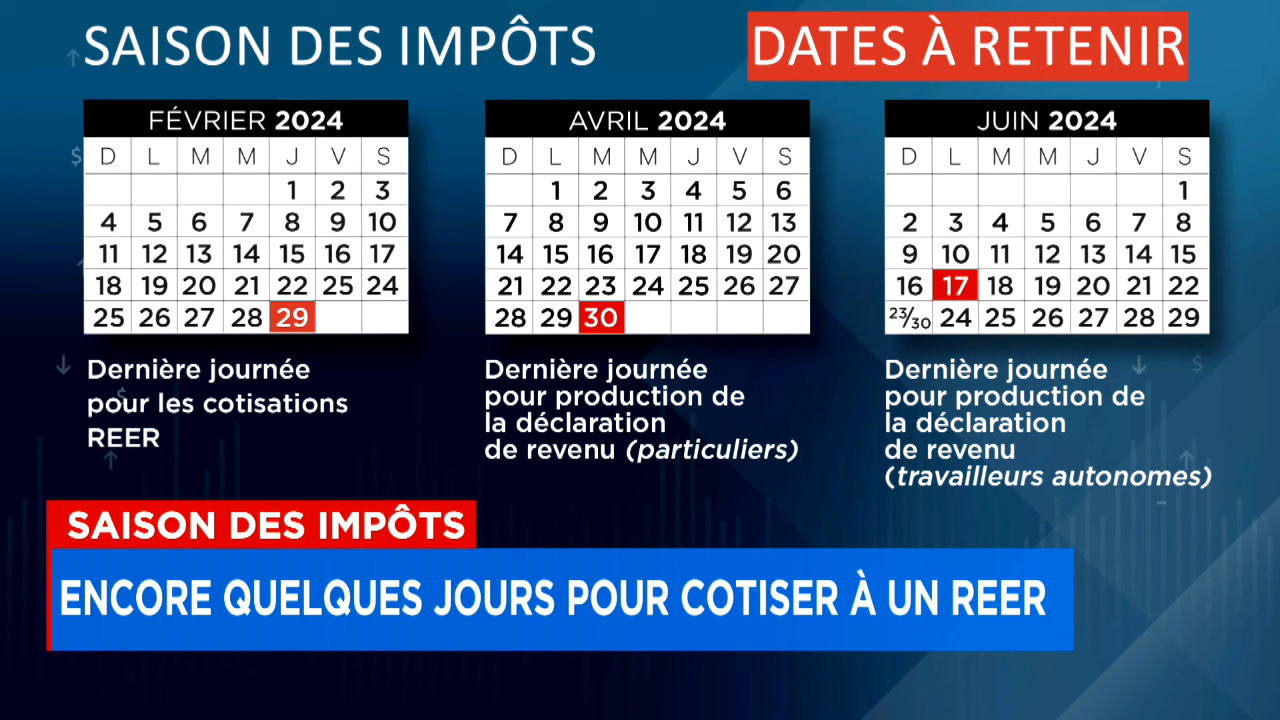 SAISON DES IMPÔTS
DATES À RETENIR
FÉVRIER 2024
D L M M J V S
1 2 3
4 5 6 7 8 9 10
11 12 13 14 15 16 17
18 19 20 21 22 23 24
25 26 27 28 29
Dernière journée
pour les cotisations
REER
AVRIL 2024
D L M M J V S
1 2 3 4 5 6
7 8 9 10 11 12 13
14 15 16 17 18 19 20
21 22 23 24 25 26 27
28 29 30
Dernière journée
pour production de
la déclaration
de revenu (particuliers)
JUIN 2024
D L M M J V S
1
2 3 4 5 6 7 8
9 10 11 12 13 14 15
16 17 18 19 20 21 22
23/30 24 25 26 27 28 29
Dernière journée
pour production de
la déclaration
de revenu
(travailleurs autonomes)
SAISON DES IMPÔTS
ENCORE QUELQUES JOURS POUR COTISER À UN REER